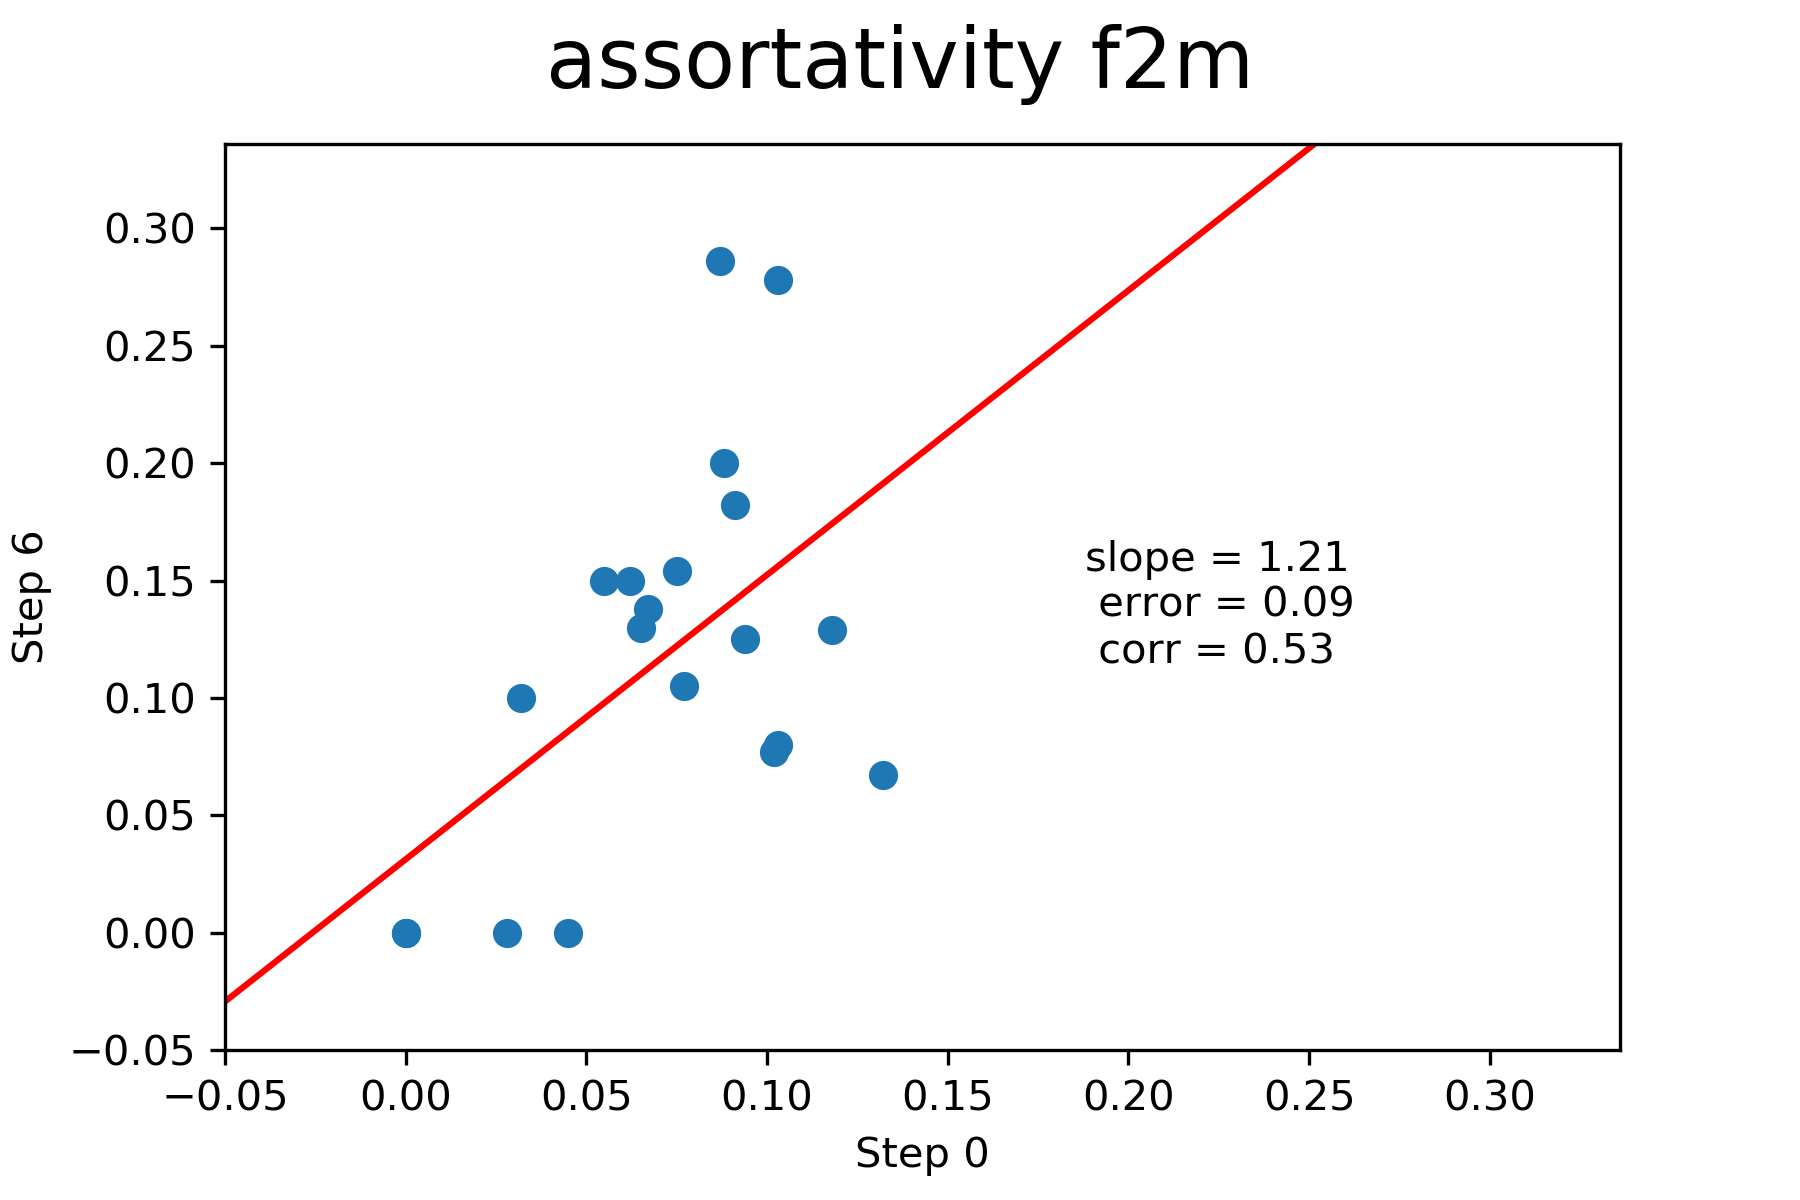 assortativity f2m
0.30
0.25
0.20
0.15
0.10
0.05
0.00
−0.05
Step 6
slope = 1.21
error = 0.09
corr = 0.53
−0.05 0.00 0.05 0.10 0.15 0.20 0.25 0.30
Step 0